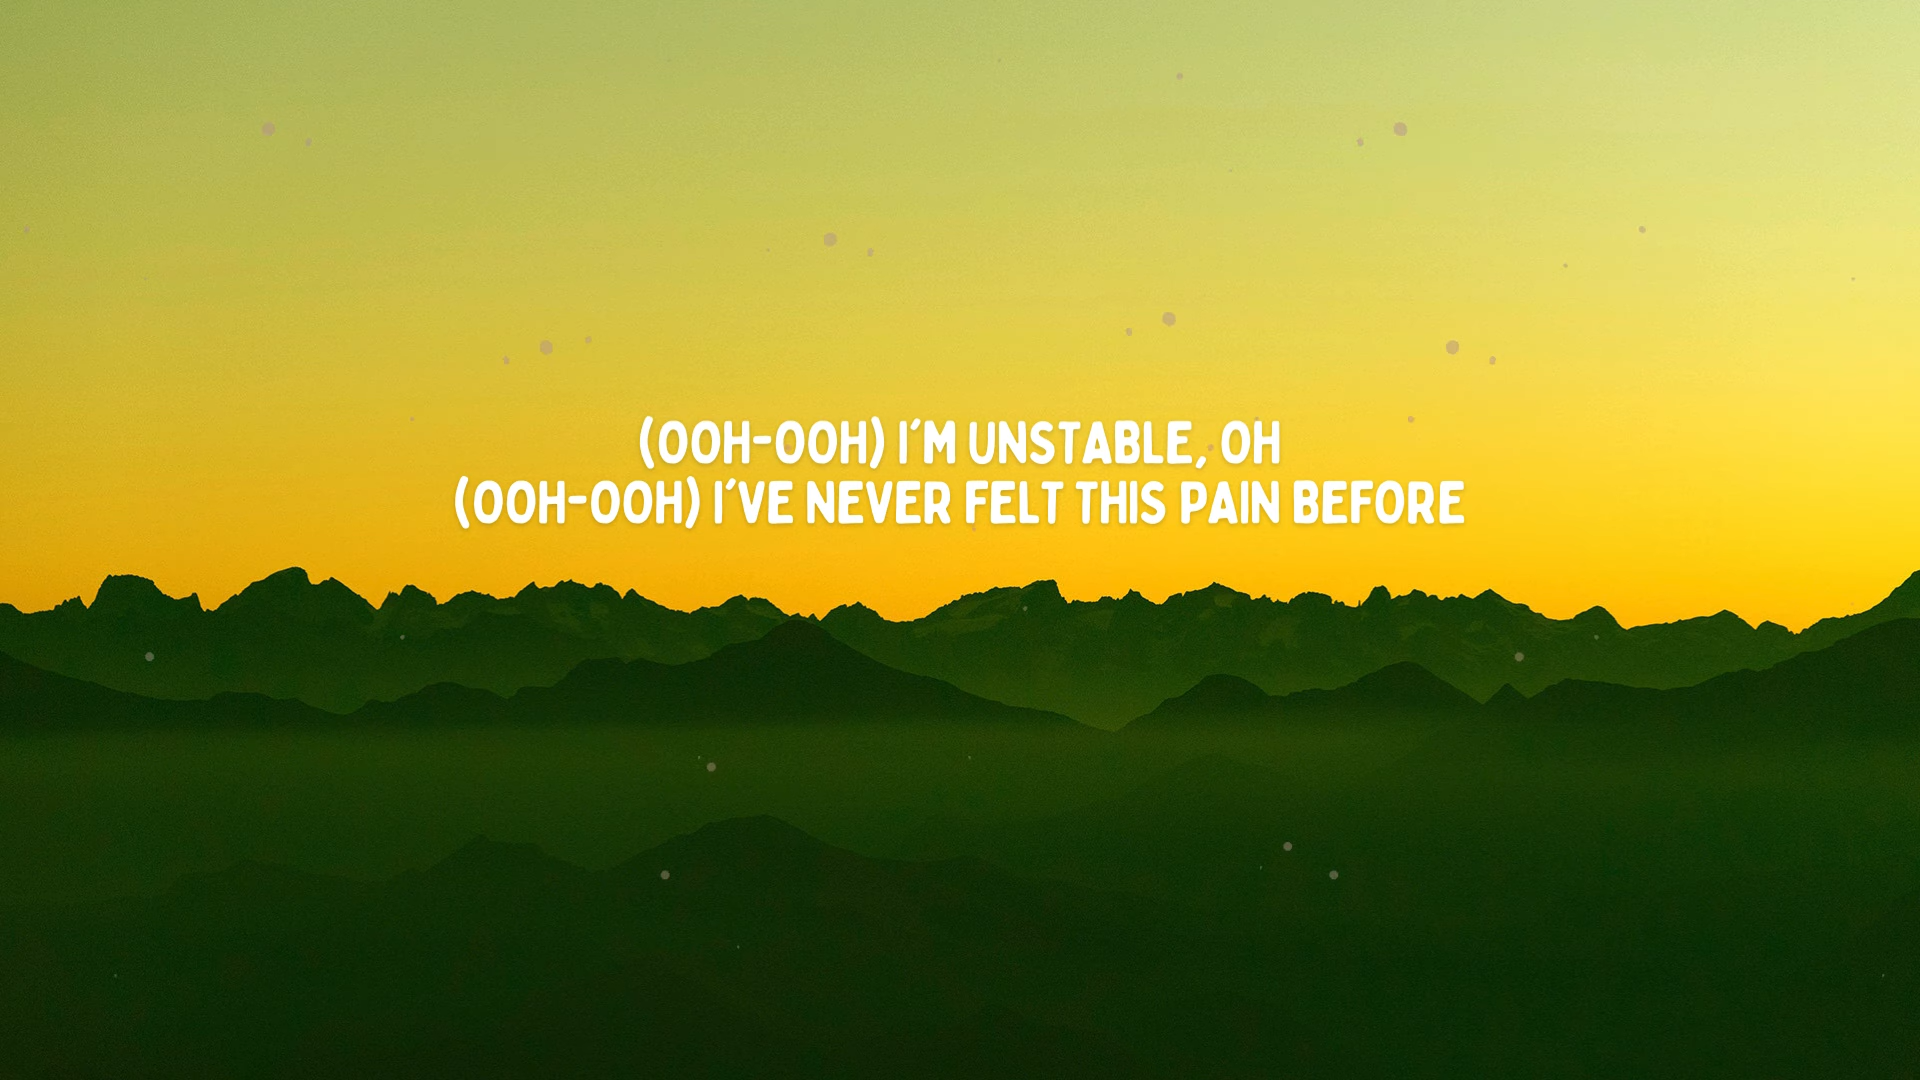 (OOH-OOH) I'M UNSTABLE, OH
(OOH-OOH) I'VE NEVER FELT THIS PAIN BEFORE